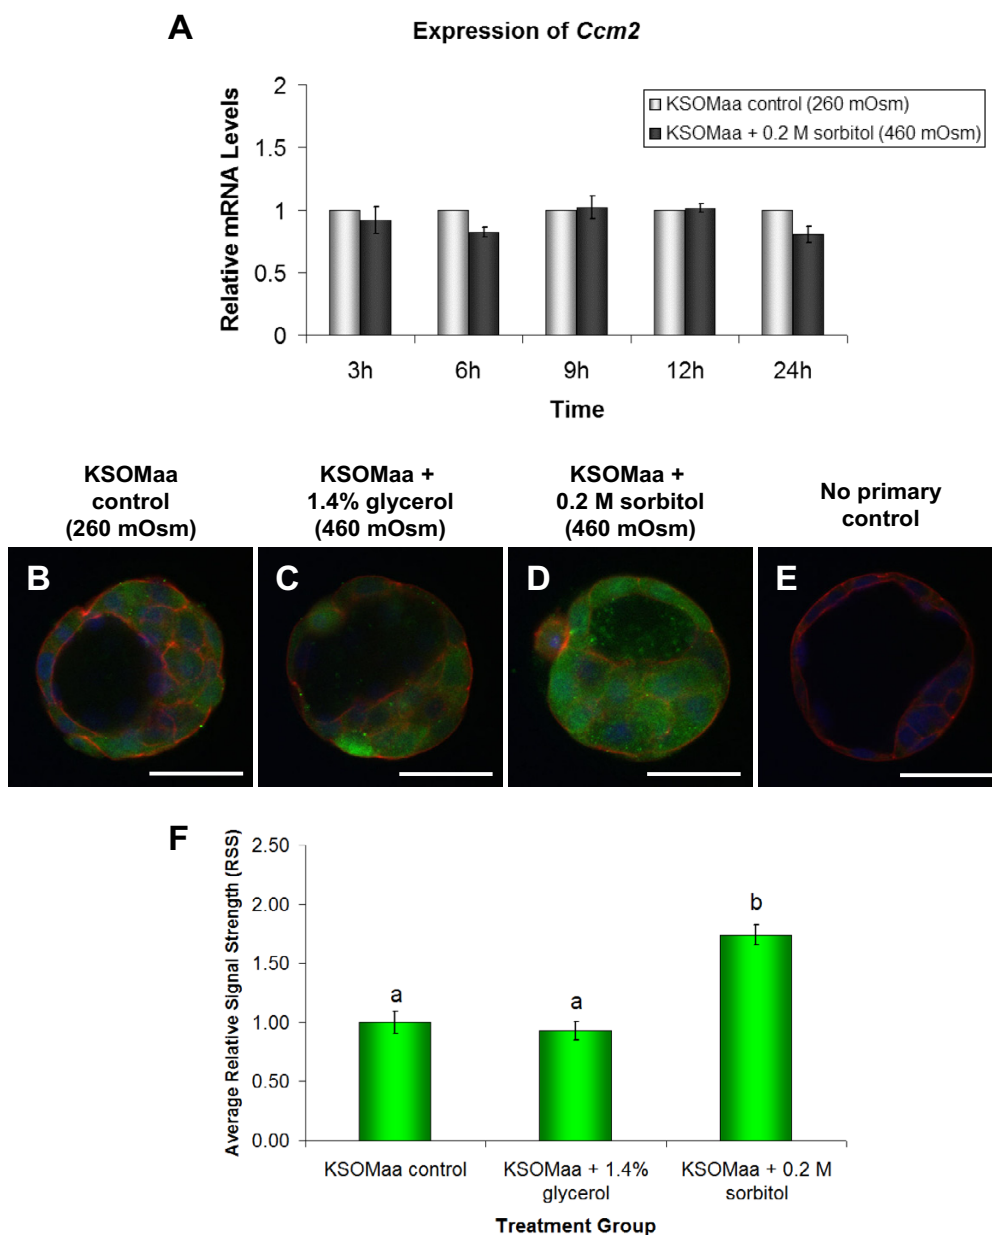 A
Expression of Ccm2
2
1.5
1
0.5
0
Relative mRNA Levels
KSOMaa control (260 mOsm)
KSOMaa + 0.2 M sorbitol (460 mOsm)
3h 6h 9h 12h 24h
Time
KSOMaa
control
(260 mOsm)
KSOMaa +
1.4% glycerol
(460 mOsm)
KSOMaa +
0.2 M sorbitol
(460 mOsm)
No primary
control
B
C
D
E
F
Average Relative Signal Strength (RSS)
2.50
2.00
1.50
1.00
0.50
0.00
a
a
b
KSOMaa control
KSOMaa + 1.4%
glycerol
KSOMaa + 0.2 M
sorbitol
Treatment Group